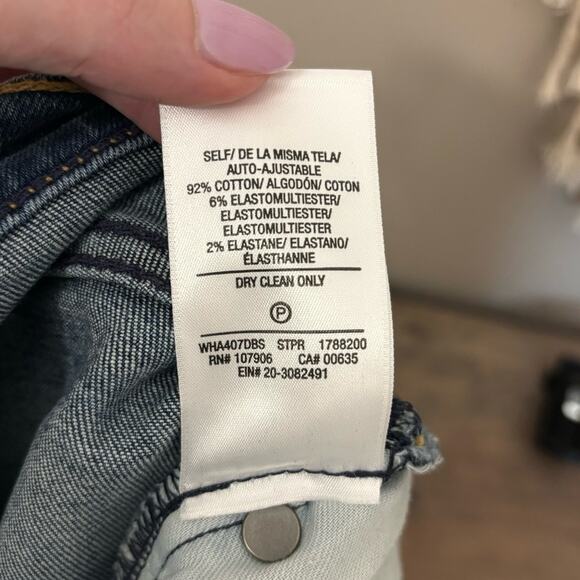 SELF/ DE LA MISMA TELA/
AUTO-AJUSTABLE
92% COTTON/ ALGODÓN/ COTON
6% ELASTOMULTIESTER/
ELASTOMULTIESTER/
ELASTOMULTIESTER
2% ELASTANE/ ELASTANO/
ÉLASTHANNE
DRY CLEAN ONLY
P
WHA407DBS STPR 1788200
RN# 107906 CA# 00635
EIN# 20-3082491